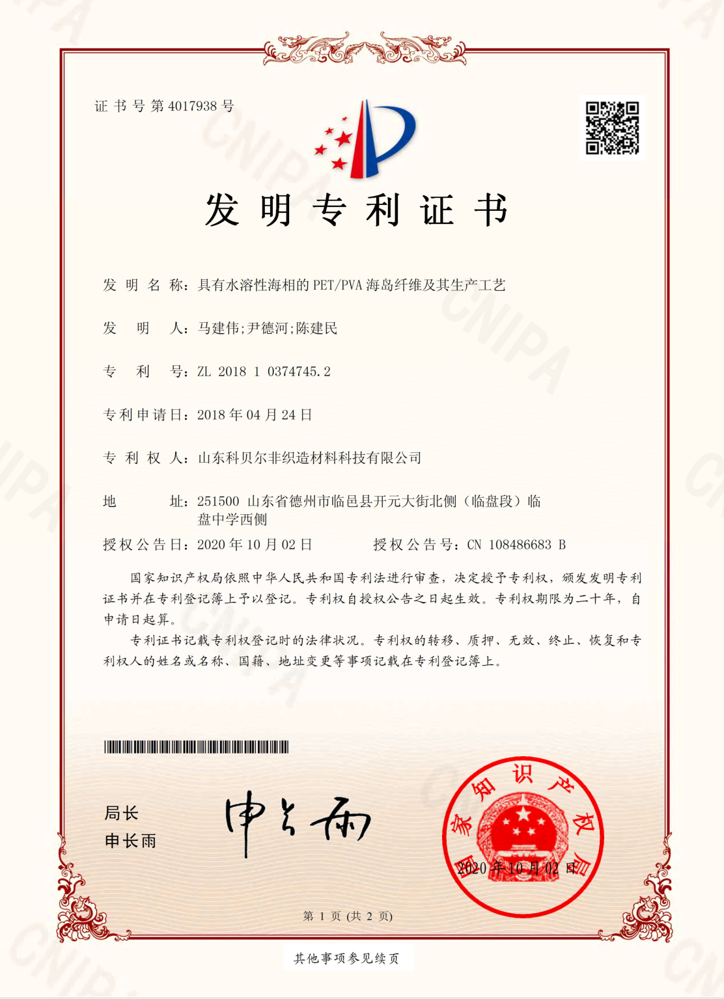 证书号第4017938号
发明专利证书
发明名称：具有水溶性海相的PET/PVA海岛纤维及其生产工艺
发明人：马建伟;尹德河;陈建民
专利号：ZL 2018 1 0374745.2
专利申请日：2018年04月24日
专利权人：山东科贝尔非织造材料科技有限公司
地址：251500 山东省德州市临邑县开元大街北侧（临盘段）临
盘中学西侧
授权公告日：2020年10月02日 授权公告号：CN 108486683 B
国家知识产权局依照中华人民共和国专利法进行审查，决定授予专利权，颁发发明专利
证书并在专利登记簿上予以登记。专利权自授权公告之日起生效。专利权期限为二十年，自
申请日起算。
专利证书记载专利权登记时的法律状况。专利权的转移、质押、无效、终止、恢复和专
利权人的姓名或名称、国籍、地址变更等事项记载在专利登记簿上。
局长
申长雨
申长雨
国家知识产权局
2020年10月02日
第 1 页 (共 2 页)
其他事项参见续页
CNIPA
CNIPA
CNIPA
CNIPA